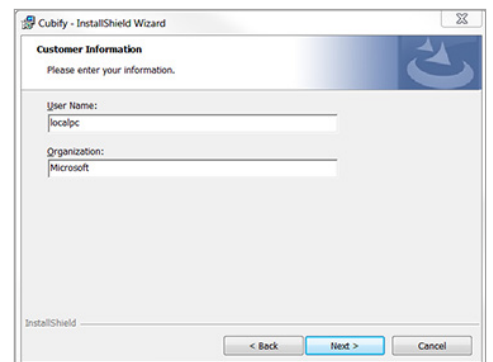 Cubify - InstallShield Wizard
Customer Information
Please enter your information.
User Name:
localpc
Organization:
Microsoft
InstallShield
< Back Next > Cancel